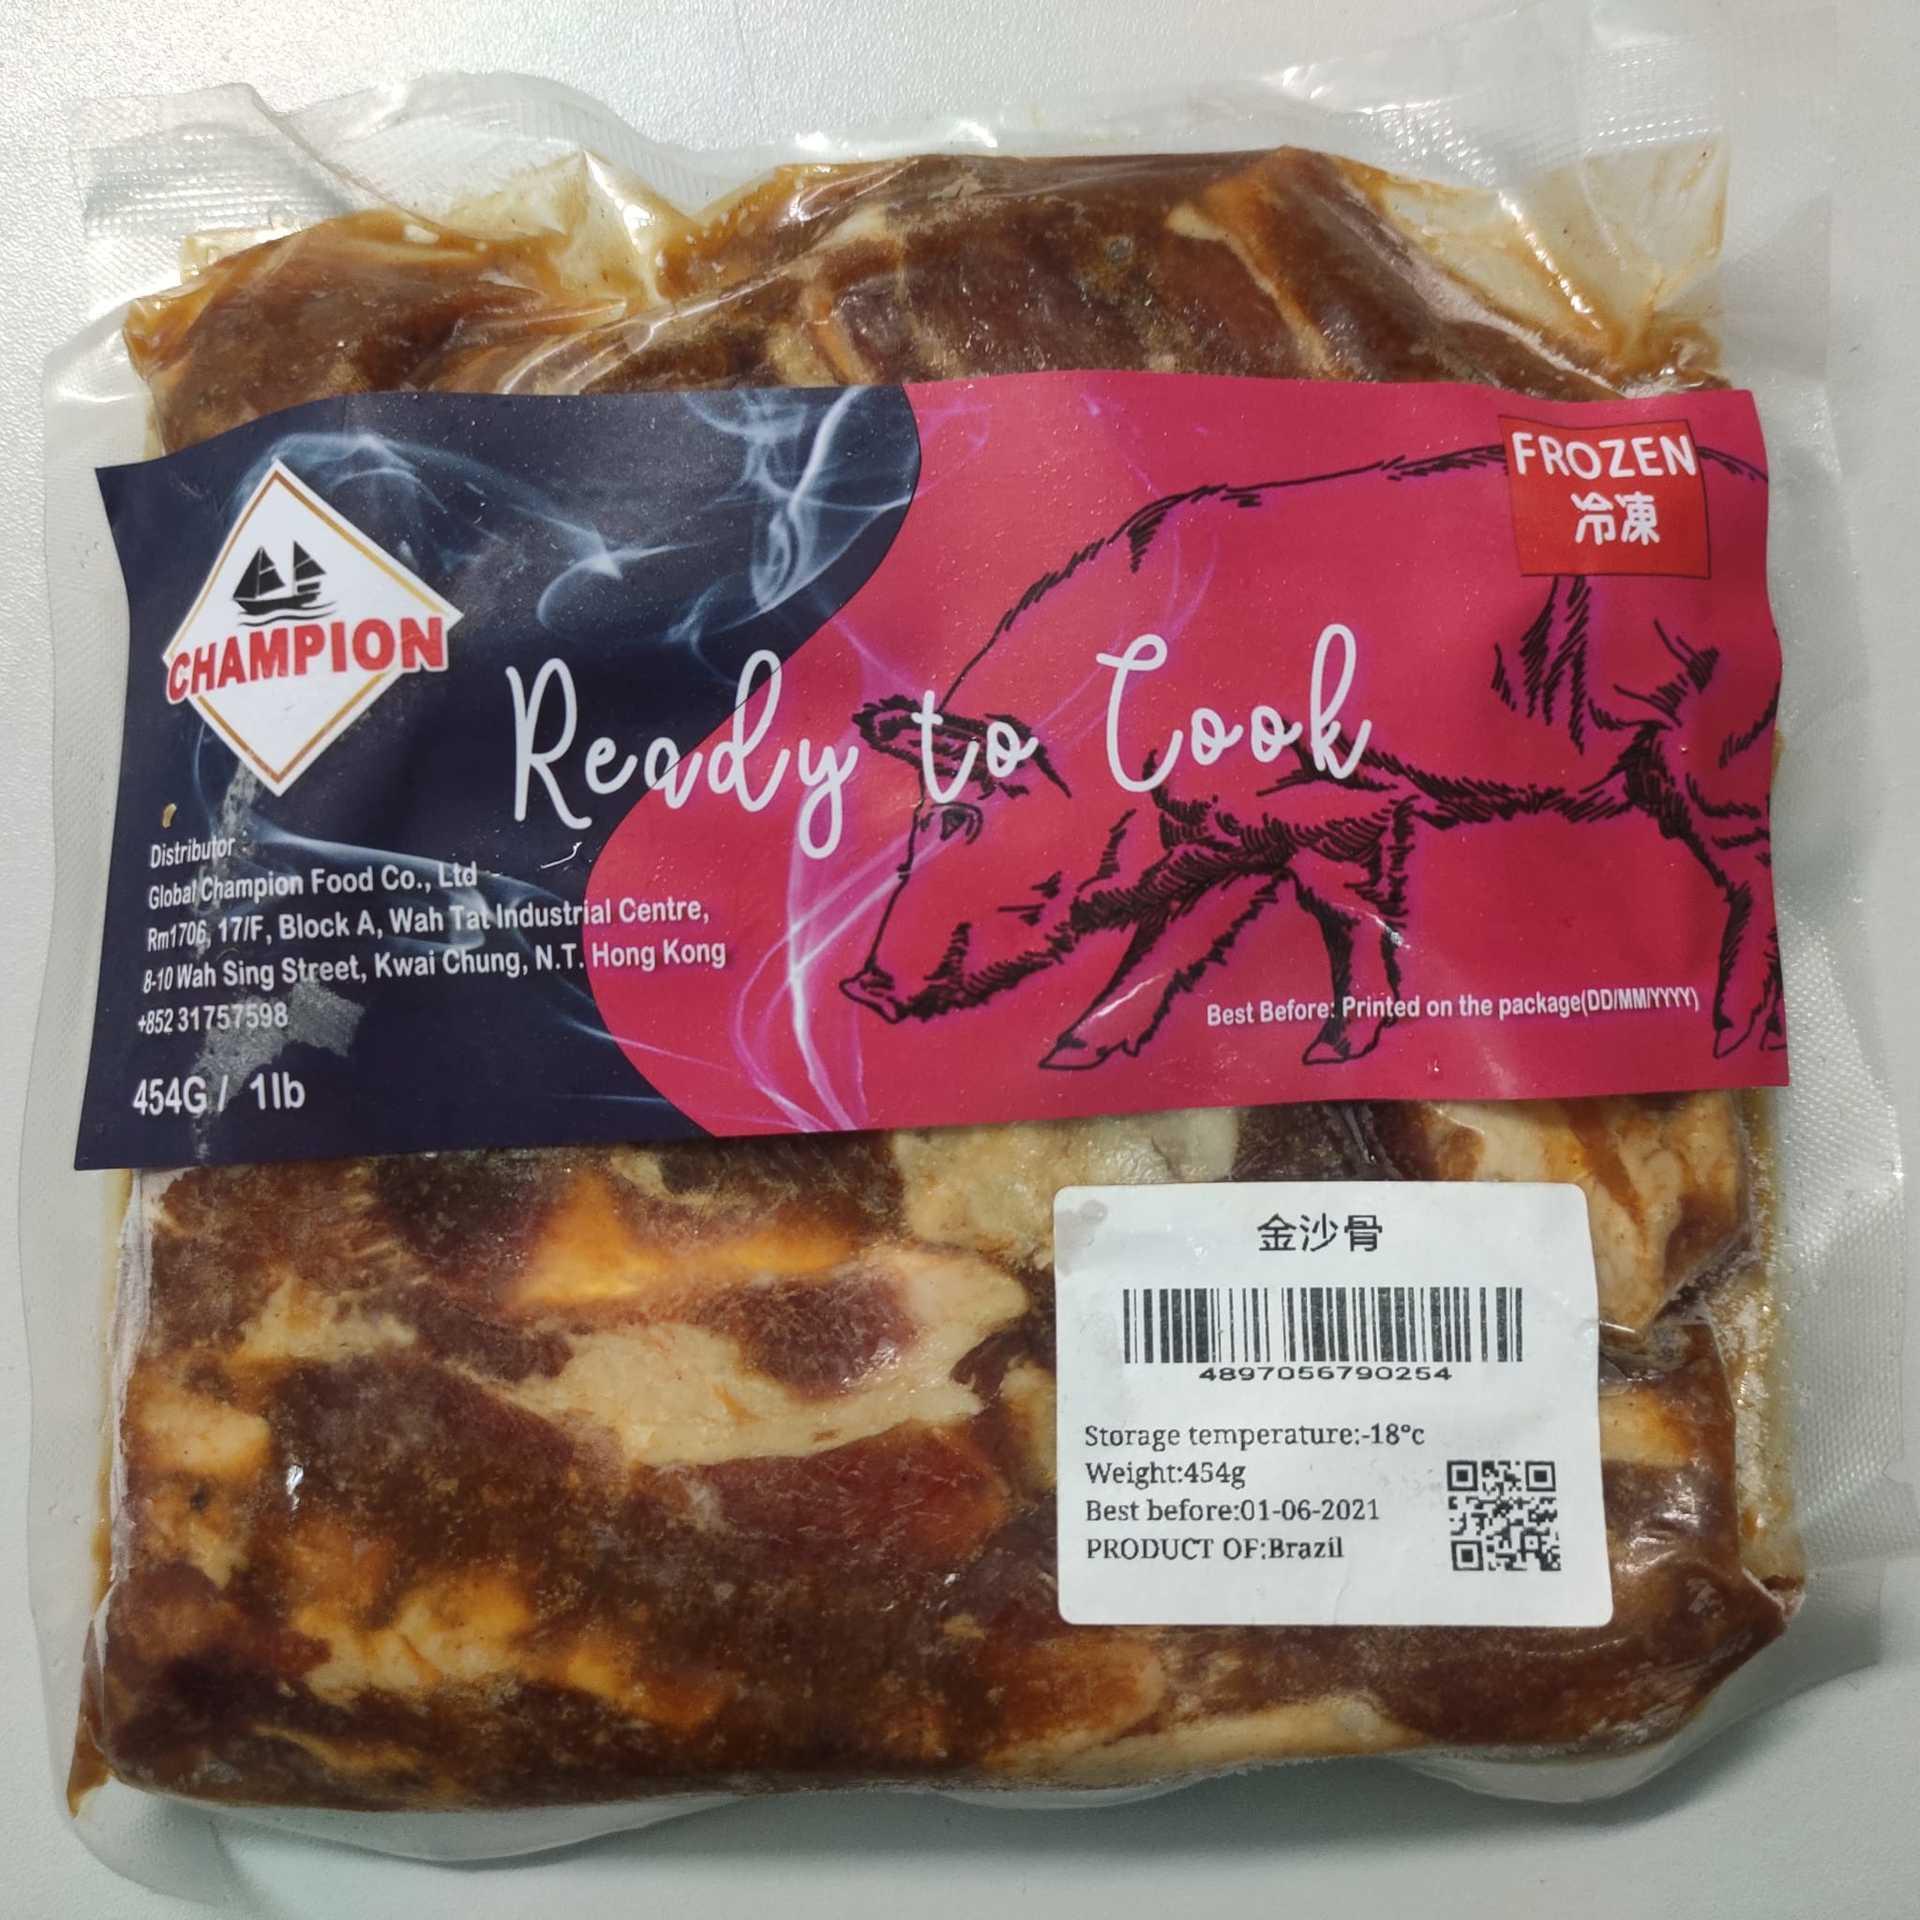 FROZEN
冷凍
CHAMPION
Ready to Cook
Distributor
Global Champion Food Co., Ltd
Rm1706, 17/F, Block A, Wah Tat Industrial Centre,
8-10 Wah Sing Street, Kwai Chung, N.T. Hong Kong
+852 31757598
454G / 1lb
Best Before: Printed on the package(DD/MM/YYYY)
金沙骨
4897056790254
Storage temperature:-18°c
Weight:454g
Best before:01-06-2021
PRODUCT OF:Brazil